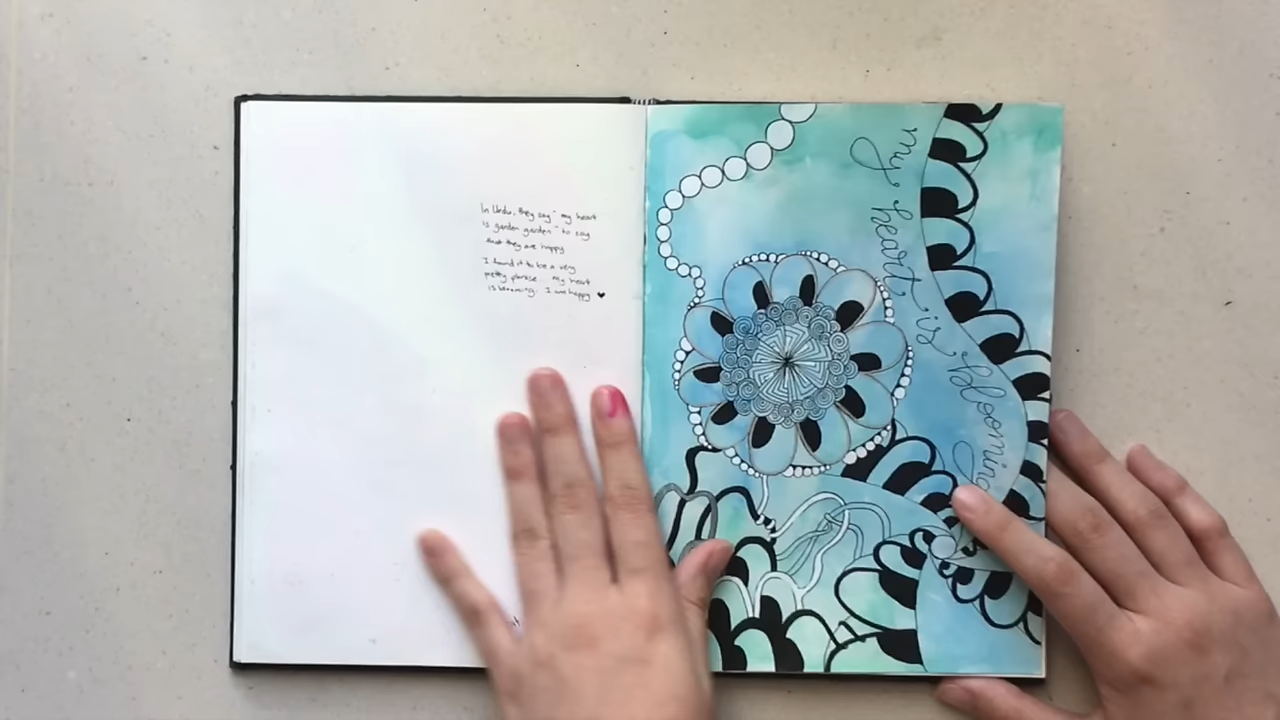 In Urdu, they say " my heart
is garden garden " to say
that they are happy
I found it to be a very
pretty phrase... my heart
is blooming. I am happy ♥
my heart is blooming